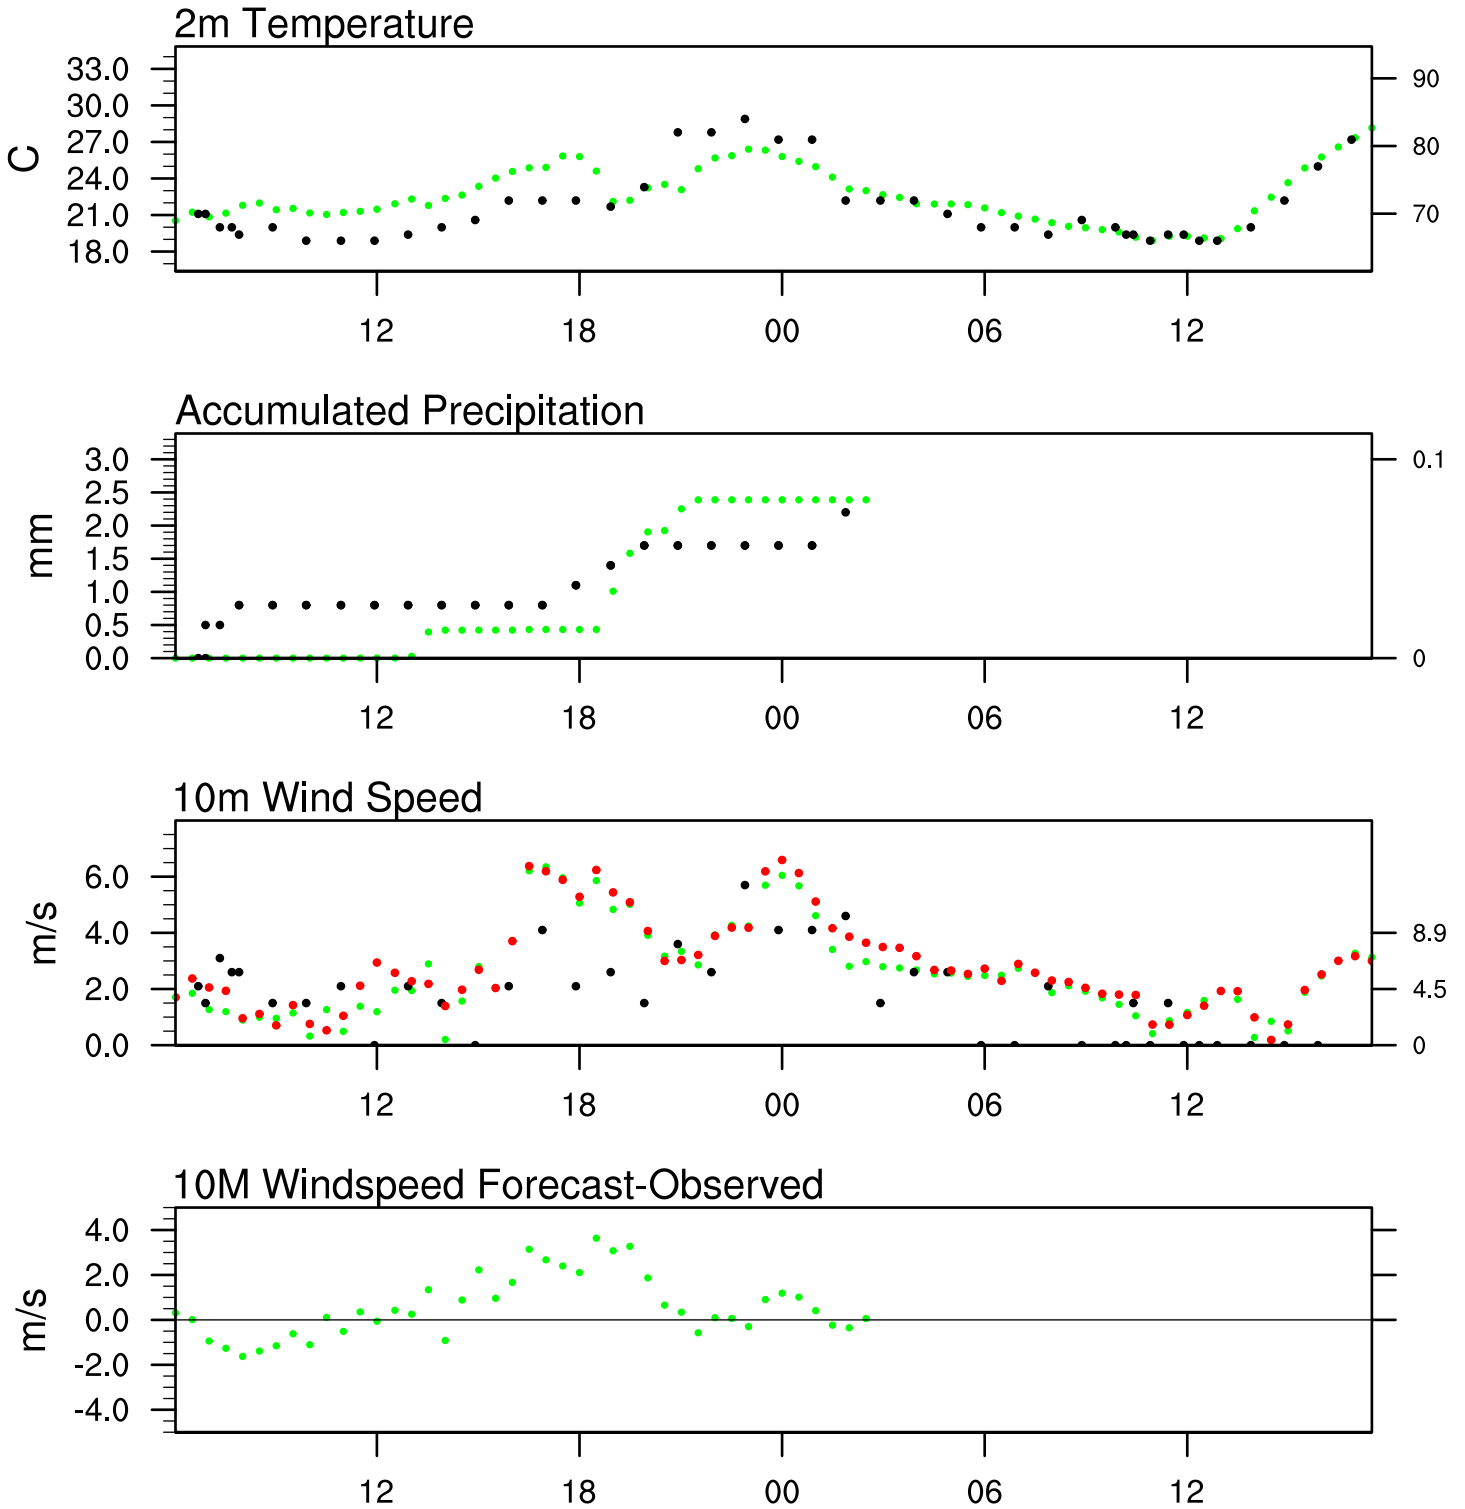 2m Temperature
33.0
30.0
27.0
24.0
21.0
18.0
C
90
80
70
12 18 00 06 12
Accumulated Precipitation
3.0
2.5
2.0
1.5
1.0
0.5
0.0
mm
0.1
0
12 18 00 06 12
10m Wind Speed
6.0
4.0
2.0
0.0
m/s
8.9
4.5
0
12 18 00 06 12
10M Windspeed Forecast-Observed
4.0
2.0
0.0
-2.0
-4.0
m/s
12 18 00 06 12